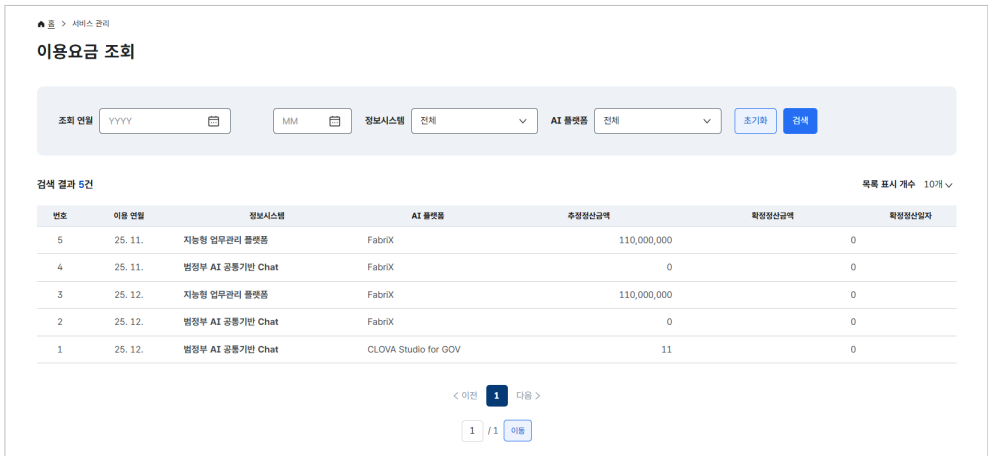 홈 > 서비스 관리
이용요금 조회
조회 연월 YYYY MM 정보시스템 전체 AI 플랫폼 전체 초기화 검색
검색 결과 5건 목록 표시 개수 10개
번호 이용 연월 정보시스템 AI 플랫폼 추정정산금액 확정정산금액 확정정산일자
5 25. 11. 지능형 업무관리 플랫폼 FabriX 110,000,000 0
4 25. 11. 범정부 AI 공통기반 Chat FabriX 0 0
3 25. 12. 지능형 업무관리 플랫폼 FabriX 110,000,000 0
2 25. 12. 범정부 AI 공통기반 Chat FabriX 0 0
1 25. 12. 범정부 AI 공통기반 Chat CLOVA Studio for GOV 11 0
< 이전 1 다음 >
1 / 1 이동